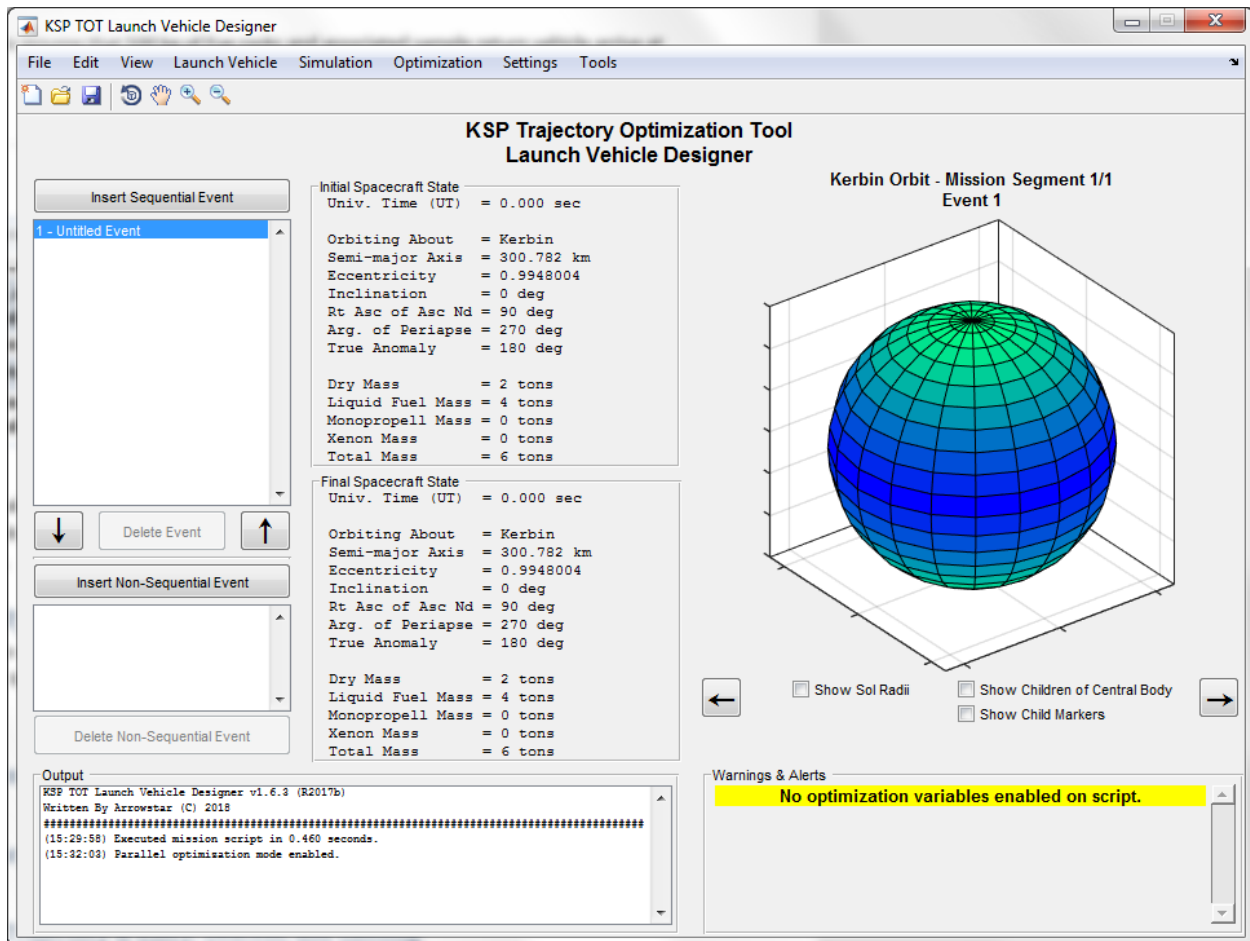 KSP TOT Launch Vehicle Designer
File Edit View Launch Vehicle Simulation Optimization Settings Tools
KSP Trajectory Optimization Tool
Launch Vehicle Designer
Insert Sequential Event
1 - Untitled Event
Delete Event
Insert Non-Sequential Event
Delete Non-Sequential Event
Initial Spacecraft State
Univ. Time (UT) = 0.000 sec
Orbiting About = Kerbin
Semi-major Axis = 300.782 km
Eccentricity = 0.9948004
Inclination = 0 deg
Rt Asc of Asc Nd = 90 deg
Arg. of Periapse = 270 deg
True Anomaly = 180 deg
Dry Mass = 2 tons
Liquid Fuel Mass = 4 tons
Monopropell Mass = 0 tons
Xenon Mass = 0 tons
Total Mass = 6 tons
Final Spacecraft State
Univ. Time (UT) = 0.000 sec
Orbiting About = Kerbin
Semi-major Axis = 300.782 km
Eccentricity = 0.9948004
Inclination = 0 deg
Rt Asc of Asc Nd = 90 deg
Arg. of Periapse = 270 deg
True Anomaly = 180 deg
Dry Mass = 2 tons
Liquid Fuel Mass = 4 tons
Monopropell Mass = 0 tons
Xenon Mass = 0 tons
Total Mass = 6 tons
Kerbin Orbit - Mission Segment 1/1
Event 1
Show Sol Radii
Show Children of Central Body
Show Child Markers
Output
KSP TOT Launch Vehicle Designer v1.6.3 (R2017b)
Written By Arrowstar (C) 2018
####################################################################################
(15:29:58) Executed mission script in 0.460 seconds.
(15:32:03) Parallel optimization mode enabled.
Warnings & Alerts
No optimization variables enabled on script.